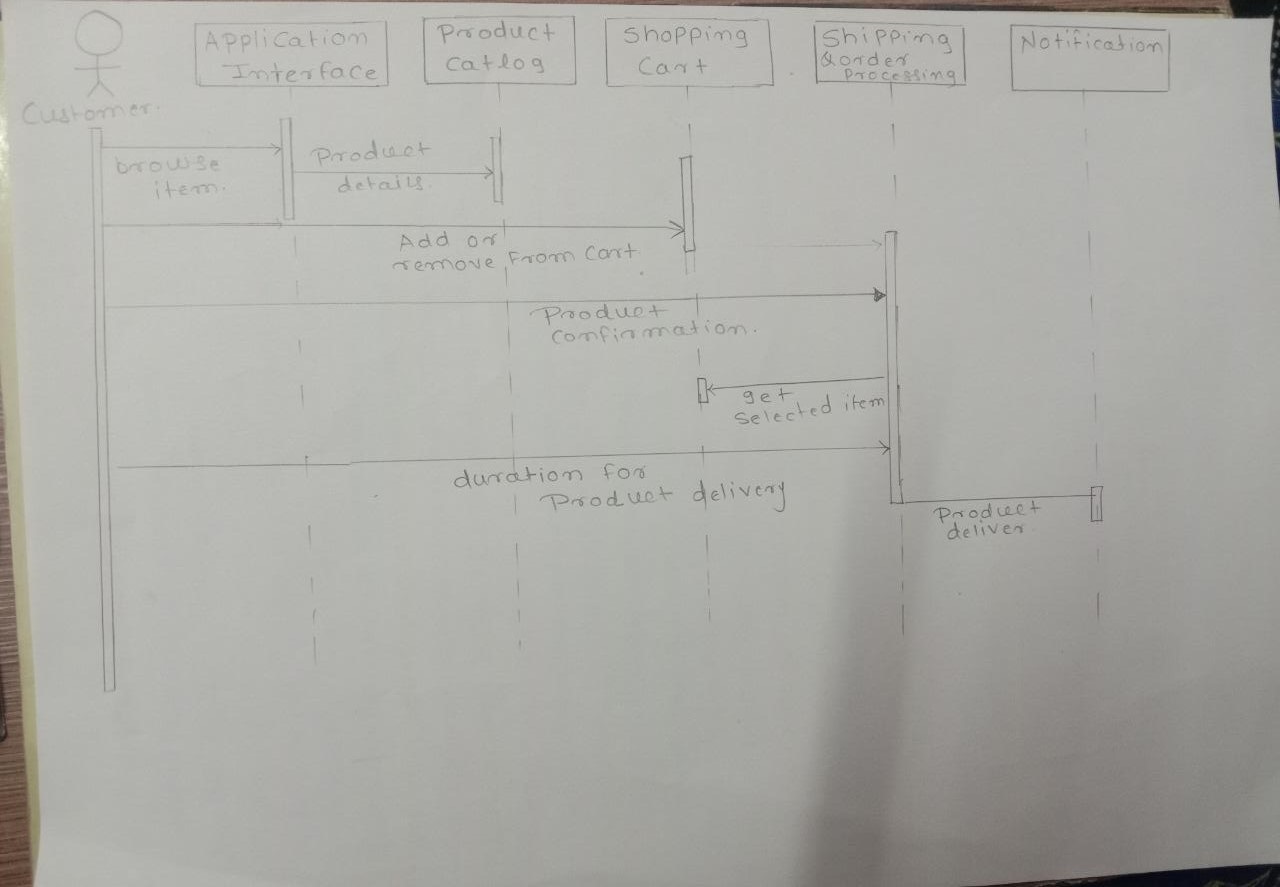 Application
Interface
Product
Catlog
Shopping
Cart
Shipping
&order
Processing
Notification
Customer.
browse
item.
Product
details.
Add or
remove From Cart
Product
Confirmation.
get
Selected item
duration for
Product delivery
Product
deliver